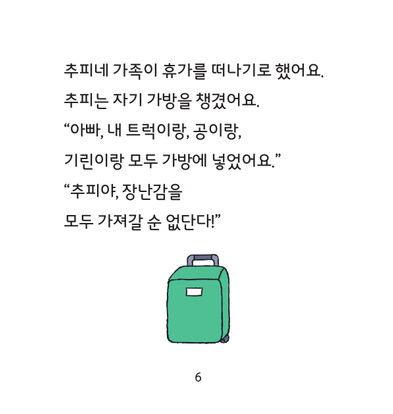 추피네 가족이 휴가를 떠나기로 했어요.
추피는 자기 가방을 챙겼어요.
“아빠, 내 트럭이랑, 공이랑,
기린이랑 모두 가방에 넣었어요.”
“추피야, 장난감을
모두 가져갈 순 없단다!”
6